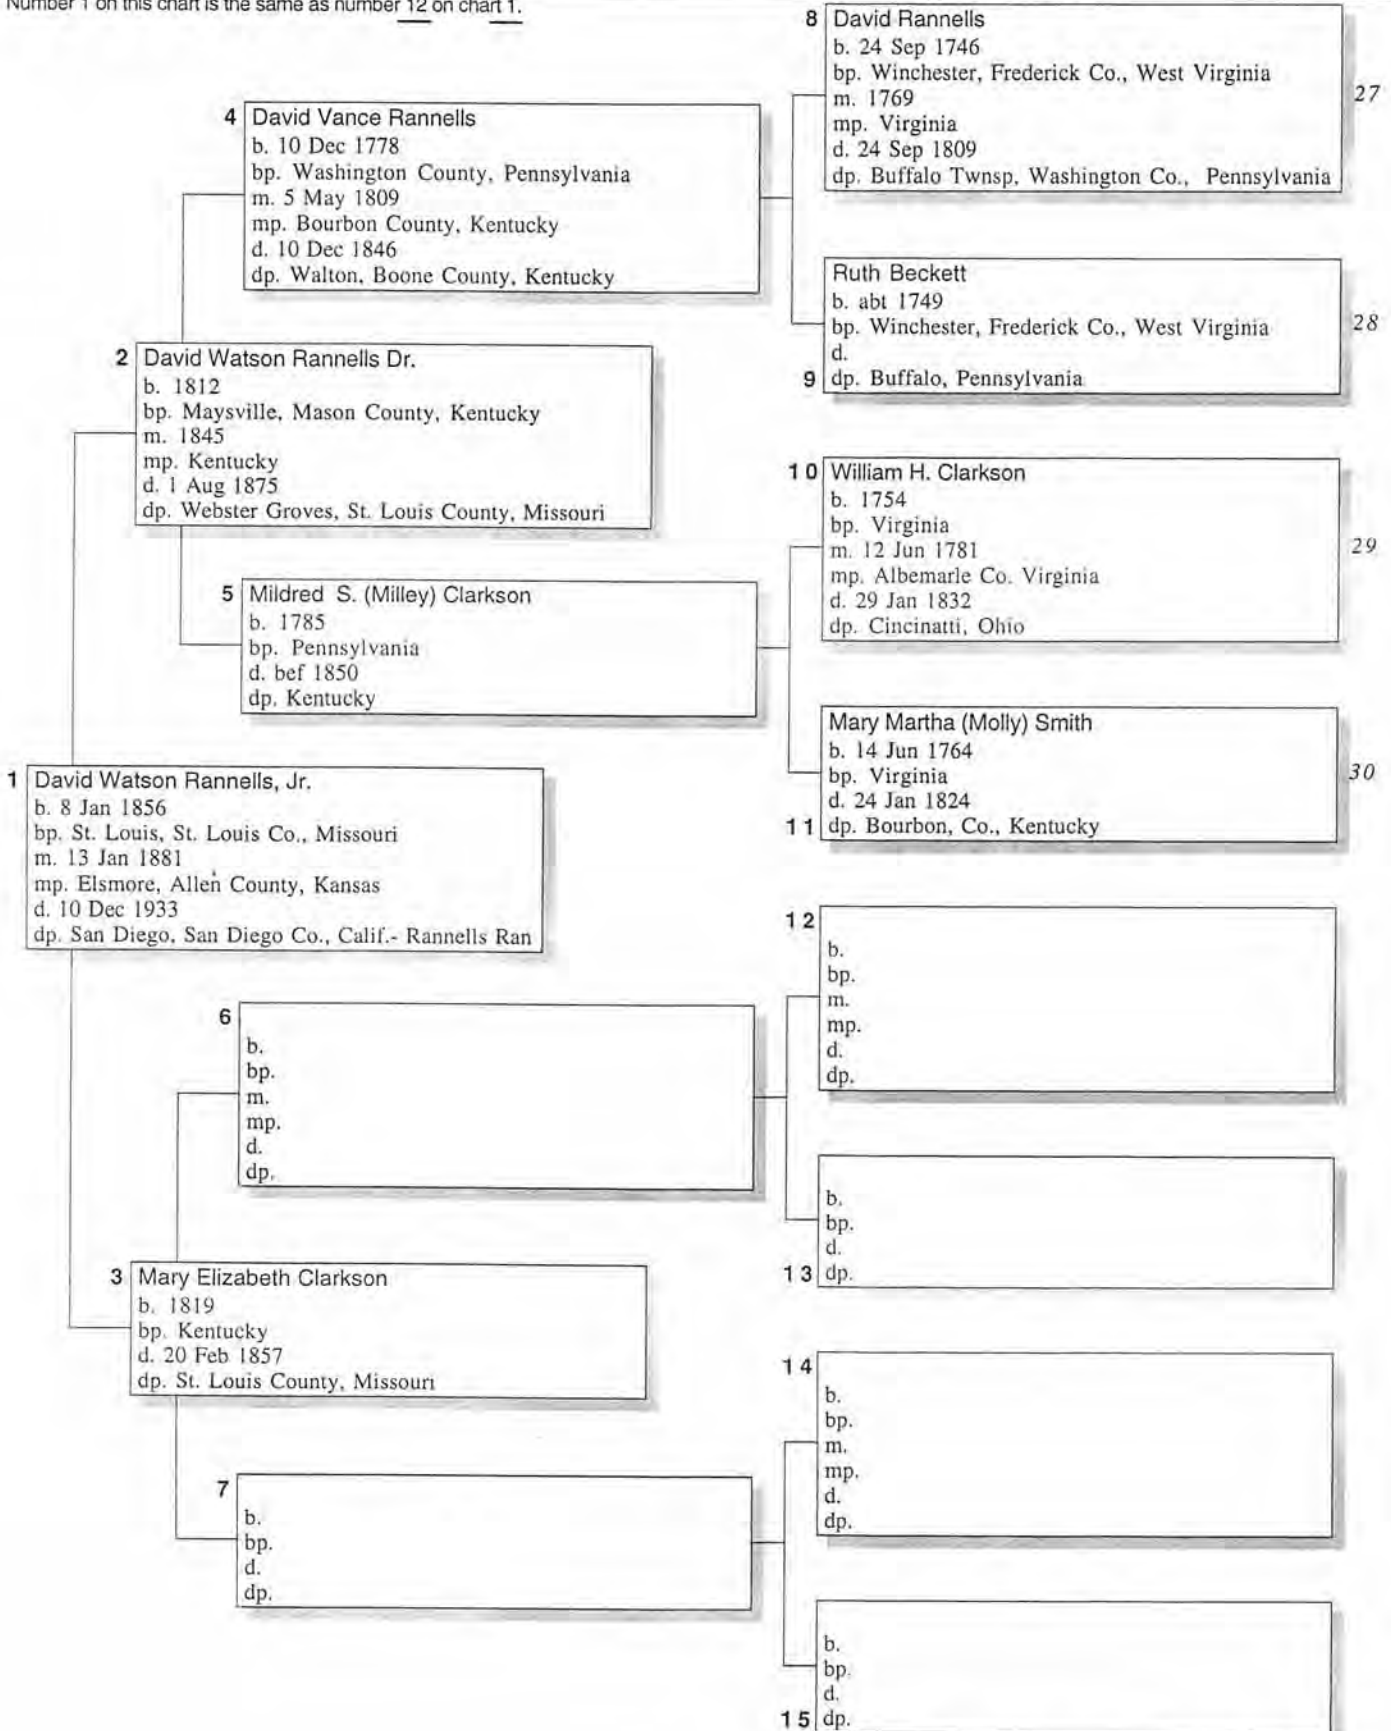 Number 1 on this chart is the same as number 12 on chart 1.
8 David Rannells
b. 24 Sep 1746
bp. Winchester, Frederick Co., West Virginia
m. 1769
mp. Virginia
d. 24 Sep 1809
dp. Buffalo Twnsp, Washington Co., Pennsylvania
27
4 David Vance Rannells
b. 10 Dec 1778
bp. Washington County, Pennsylvania
m. 5 May 1809
mp. Bourbon County, Kentucky
d. 10 Dec 1846
dp. Walton, Boone County, Kentucky
Ruth Beckett
b. abt 1749
bp. Winchester, Frederick Co., West Virginia
d.
9 dp. Buffalo, Pennsylvania
28
2 David Watson Rannells Dr.
b. 1812
bp. Maysville, Mason County, Kentucky
m. 1845
mp. Kentucky
d. 1 Aug 1875
dp. Webster Groves, St. Louis County, Missouri
10 William H. Clarkson
b. 1754
bp. Virginia
m. 12 Jun 1781
mp. Albemarle Co. Virginia
d. 29 Jan 1832
dp. Cincinatti, Ohio
29
5 Mildred S. (Milley) Clarkson
b. 1785
bp. Pennsylvania
d. bef 1850
dp. Kentucky
Mary Martha (Molly) Smith
b. 14 Jun 1764
bp. Virginia
d. 24 Jan 1824
11 dp. Bourbon, Co., Kentucky
30
1 David Watson Rannells, Jr.
b. 8 Jan 1856
bp. St. Louis, St. Louis Co., Missouri
m. 13 Jan 1881
mp. Elsmore, Allen County, Kansas
d. 10 Dec 1933
dp. San Diego, San Diego Co., Calif.- Rannells Ran
12
b.
bp.
m.
mp.
d.
dp.
6
b.
bp.
m.
mp.
d.
dp.
b.
bp.
d.
13 dp.
3 Mary Elizabeth Clarkson
b. 1819
bp. Kentucky
d. 20 Feb 1857
dp. St. Louis County, Missouri
14
b.
bp.
m.
mp.
d.
dp.
7
b.
bp.
d.
dp.
b.
bp.
d.
15 dp.